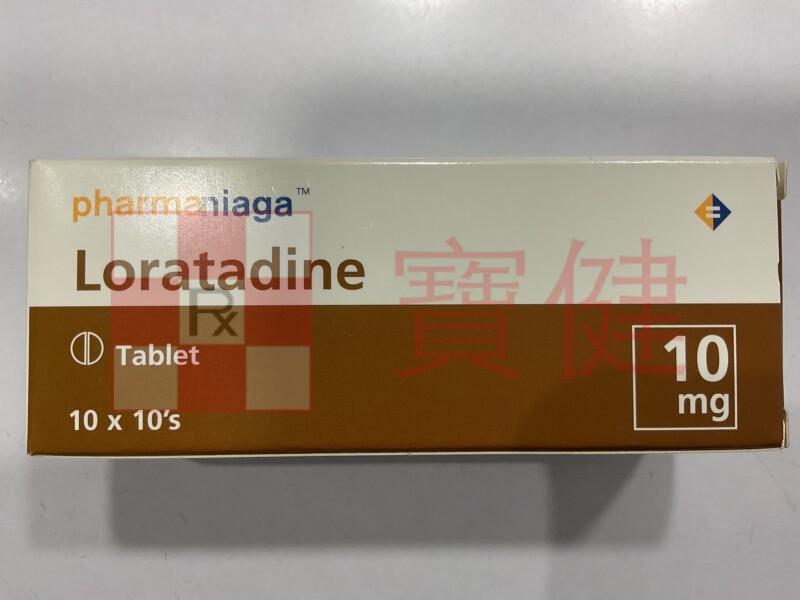 pharmaniaga™
Loratadine
Rx
寶健
Tablet
10 x 10's
10
mg